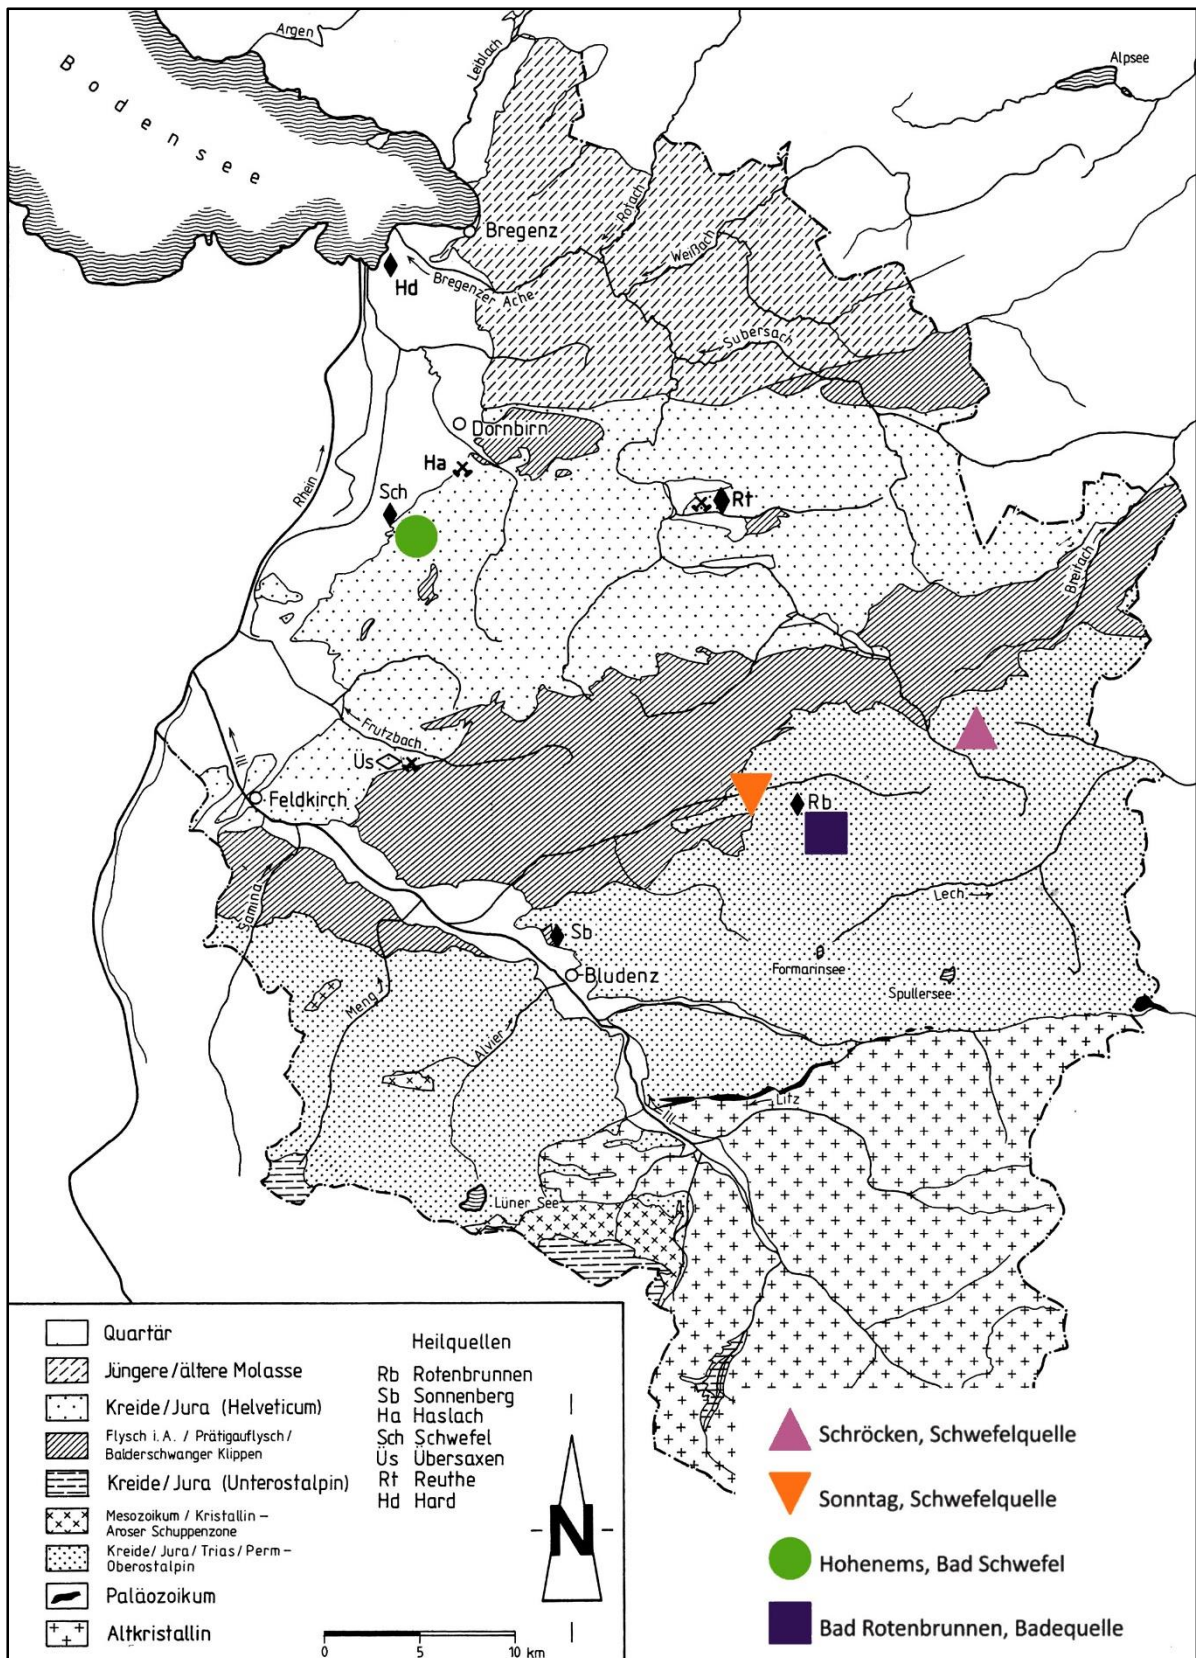 Argen
Leiblach
Alpsee
Bodensee
Rotach
Bregenz
Weißach
Hd
Bregenzer Ache
Subersach
Dornbirn
Ha
Rhein
Sch
Rt
Breitach
Frutzbach
Üs
Ill
Feldkirch
Rb
Samina
Lech
Sb
Meng
Bludenz
Formarinsee
Spullersee
Alvier
Ill
Litz
Lüner See
Quartär
Jüngere/ältere Molasse
Kreide/Jura (Helveticum)
Flysch i.A. / Prätigauflysch/
Balderschwanger Klippen
Kreide/Jura (Unterostalpin)
Mesozoikum / Kristallin –
Aroser Schuppenzone
Kreide/Jura/Trias/Perm –
Oberostalpin
Paläozoikum
Altkristallin
Heilquellen
Rb Rotenbrunnen
Sb Sonnenberg
Ha Haslach
Sch Schwefel
Üs Übersaxen
Rt Reuthe
Hd Hard
N
0 5 10 km
Schröcken, Schwefelquelle
Sonntag, Schwefelquelle
Hohenems, Bad Schwefel
Bad Rotenbrunnen, Badequelle